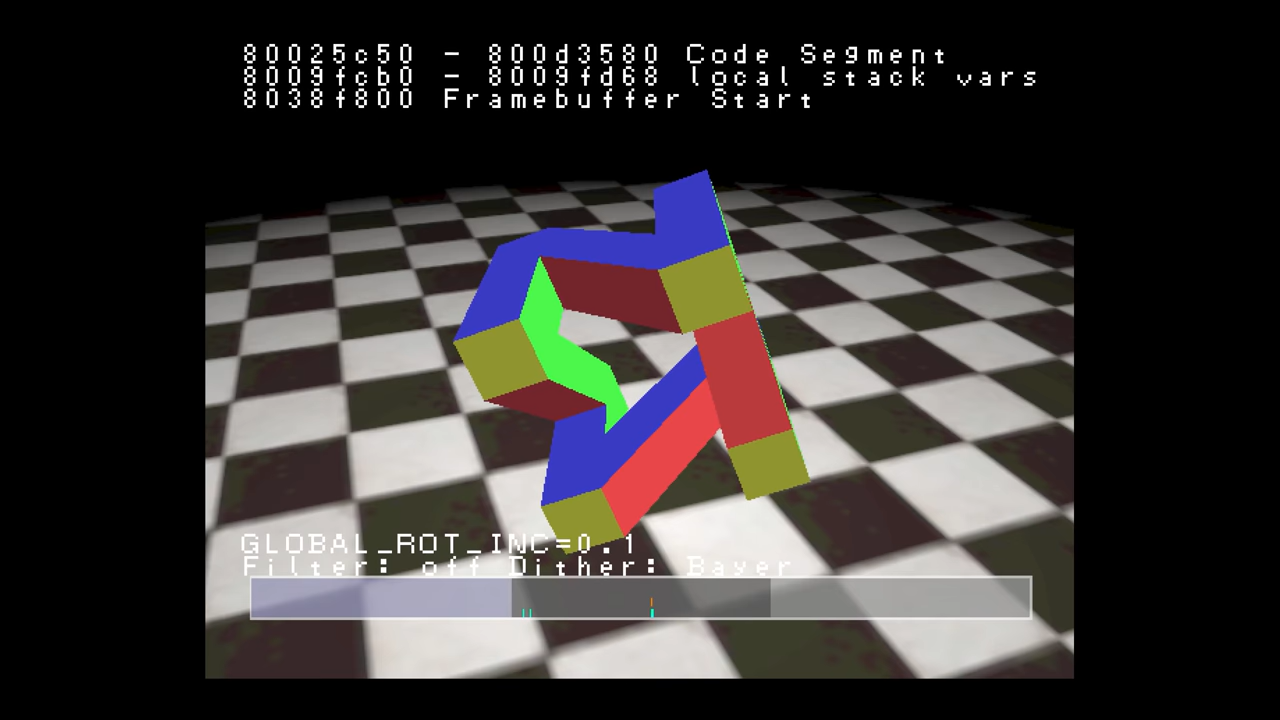 80025c50 - 800d3580 Code Segment
8009fcb0 - 8009fd68 local stack vars
8038f800 Framebuffer Start
GLOBAL_ROT_INC=0.1
Filter: off Dither: Bayer